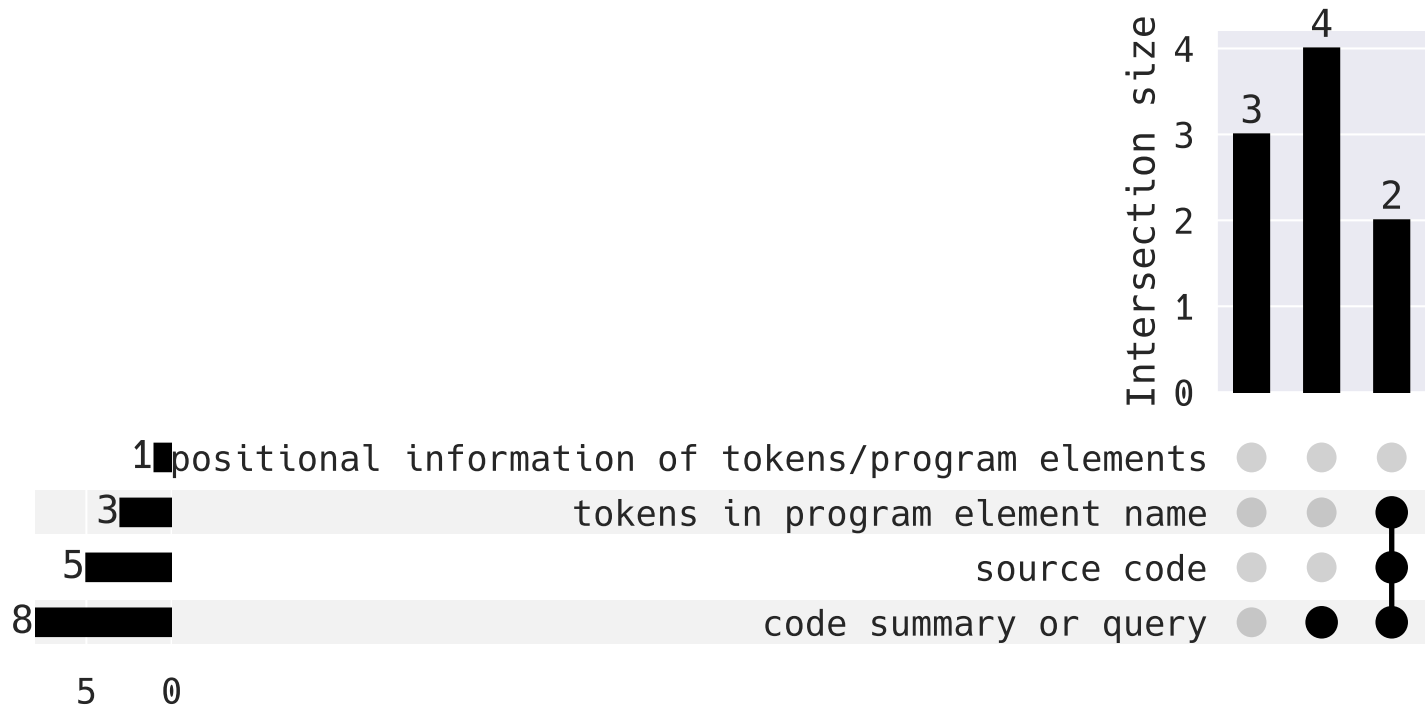 Intersection size
4
3
2
1
0
3
4
2
1 positional information of tokens/program elements
3 tokens in program element name
5 source code
8 code summary or query
5 0